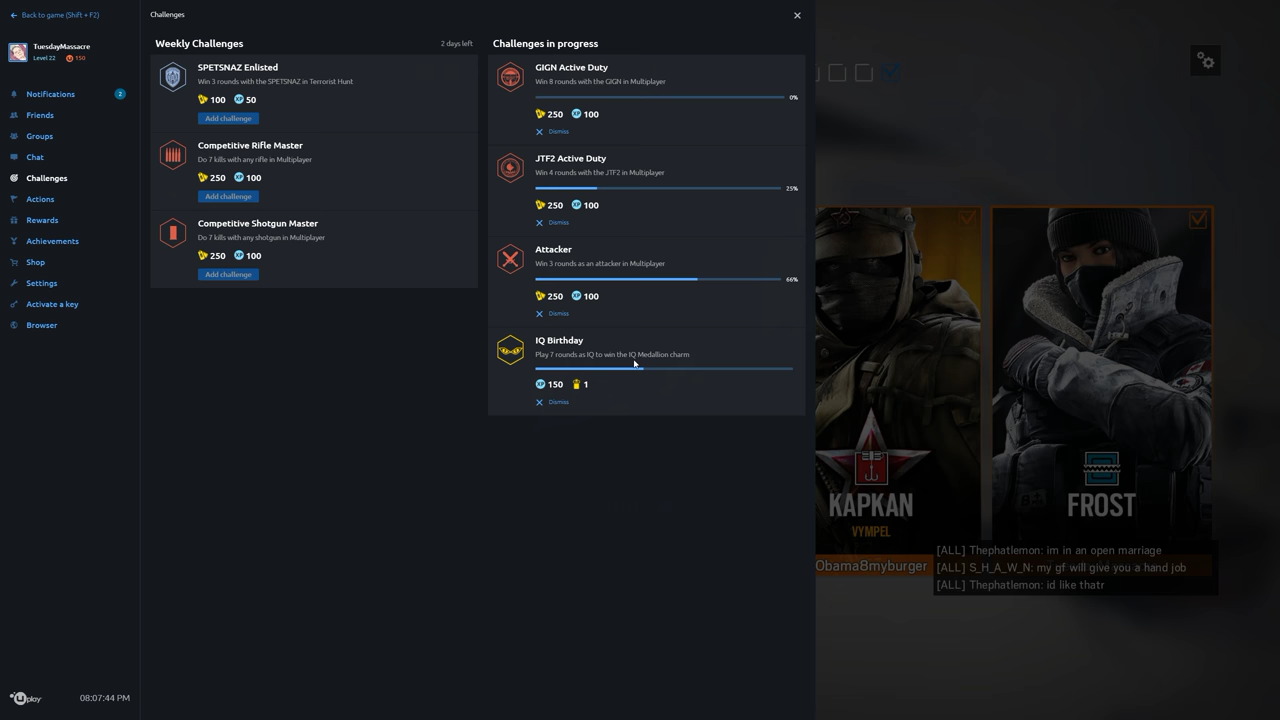 Back to game (Shift + F2)
TuesdayMassacre
Level 22
150
Notifications
2
Friends
Groups
Chat
Challenges
Actions
Rewards
Achievements
Shop
Settings
Activate a key
Browser
uplay
08:07:44 PM
Challenges
Weekly Challenges
2 days left
SPETSNAZ Enlisted
Win 3 rounds with the SPETSNAZ in Terrorist Hunt
100 XP 50
Add challenge
Competitive Rifle Master
Do 7 kills with any rifle in Multiplayer
250 XP 100
Add challenge
Competitive Shotgun Master
Do 7 kills with any shotgun in Multiplayer
250 XP 100
Add challenge
Challenges in progress
GIGN Active Duty
Win 8 rounds with the GIGN in Multiplayer
0%
250 XP 100
Dismiss
JTF2 Active Duty
Win 4 rounds with the JTF2 in Multiplayer
25%
250 XP 100
Dismiss
Attacker
Win 3 rounds as an attacker in Multiplayer
66%
250 XP 100
Dismiss
IQ Birthday
Play 7 rounds as IQ to win the IQ Medallion charm
XP 150 1
Dismiss
KAPKAN
VYMPEL
FROST
Obama8myburger
[ALL] Thephatlemon: im in an open marriage
[ALL] S_H_A_W_N: my gf will give you a hand job
[ALL] Thephatlemon: id like thatr